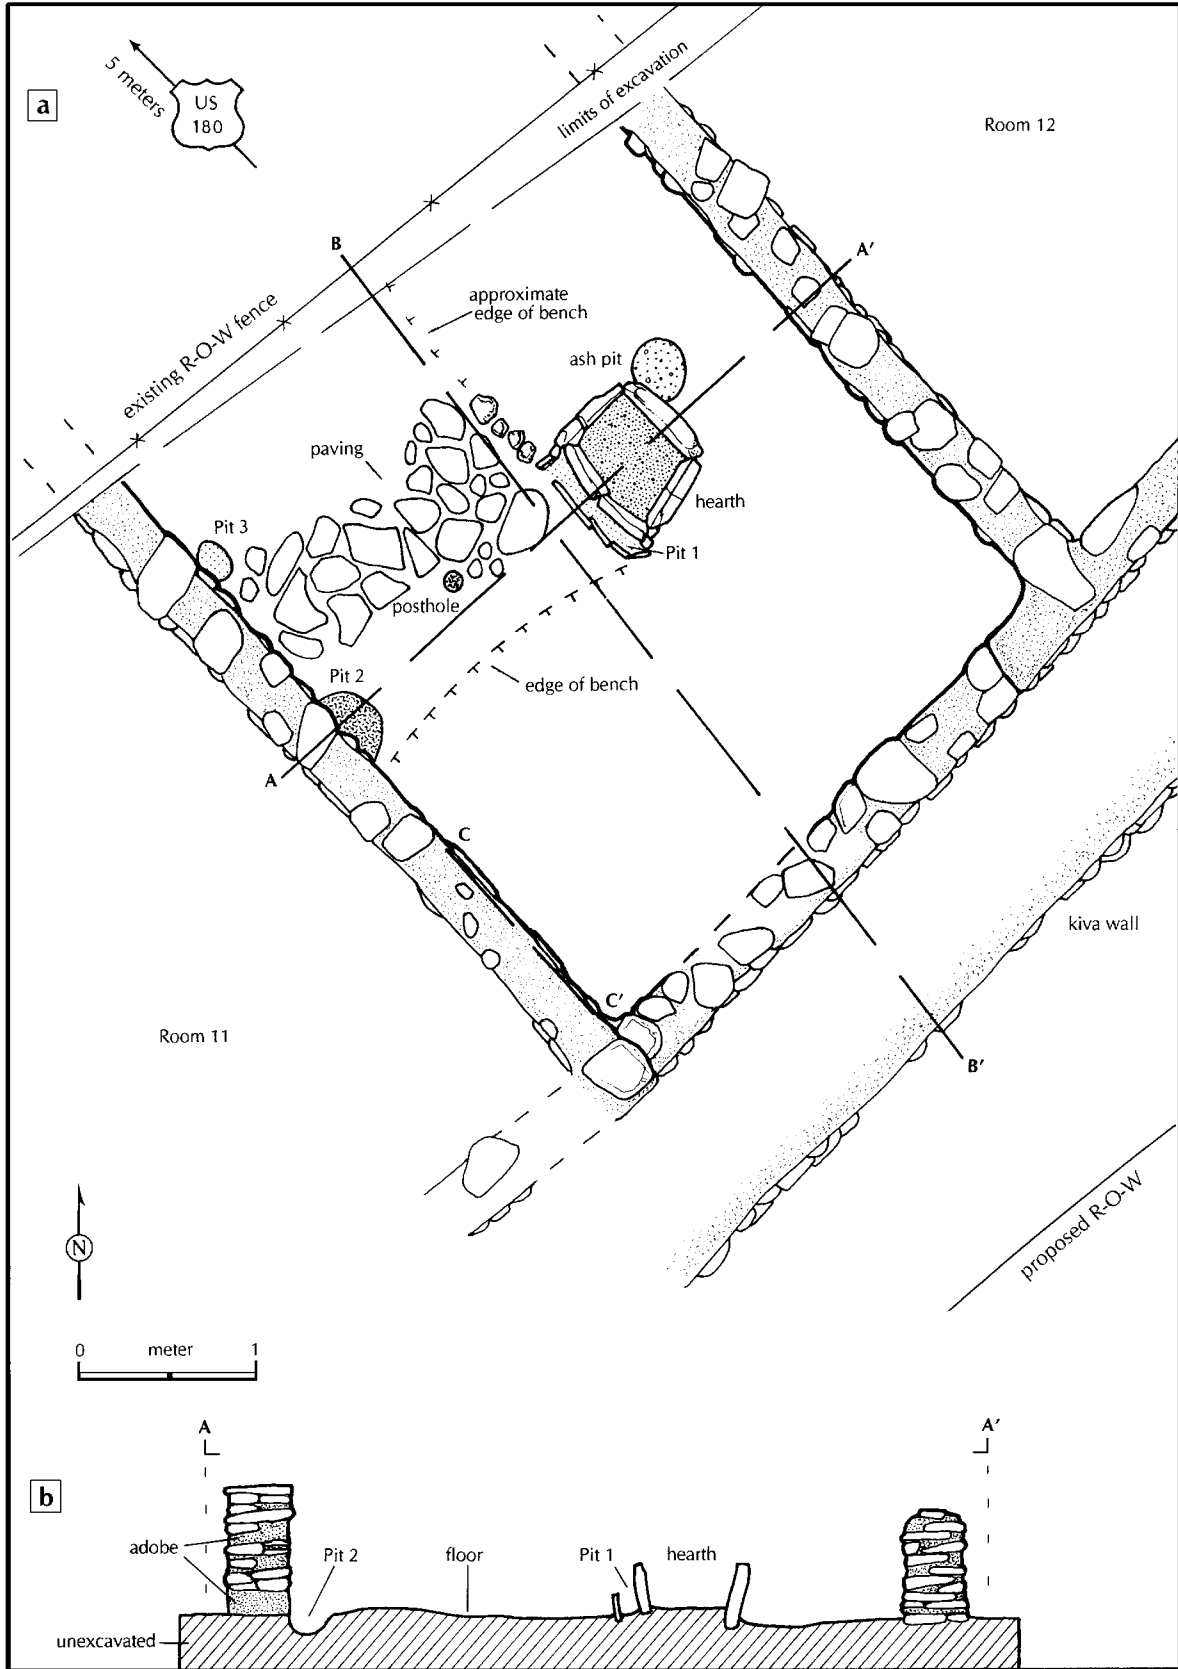 a
5 meters
US
180
limits of excavation
Room 12
B
A'
approximate
edge of bench
existing R-O-W fence
ash pit
paving
hearth
Pit 3
Pit 1
posthole
Pit 2
edge of bench
A
C
kiva wall
C'
Room 11
B'
N
proposed R-O-W
0 meter 1
A
A'
b
adobe
Pit 2
floor
Pit 1
hearth
unexcavated